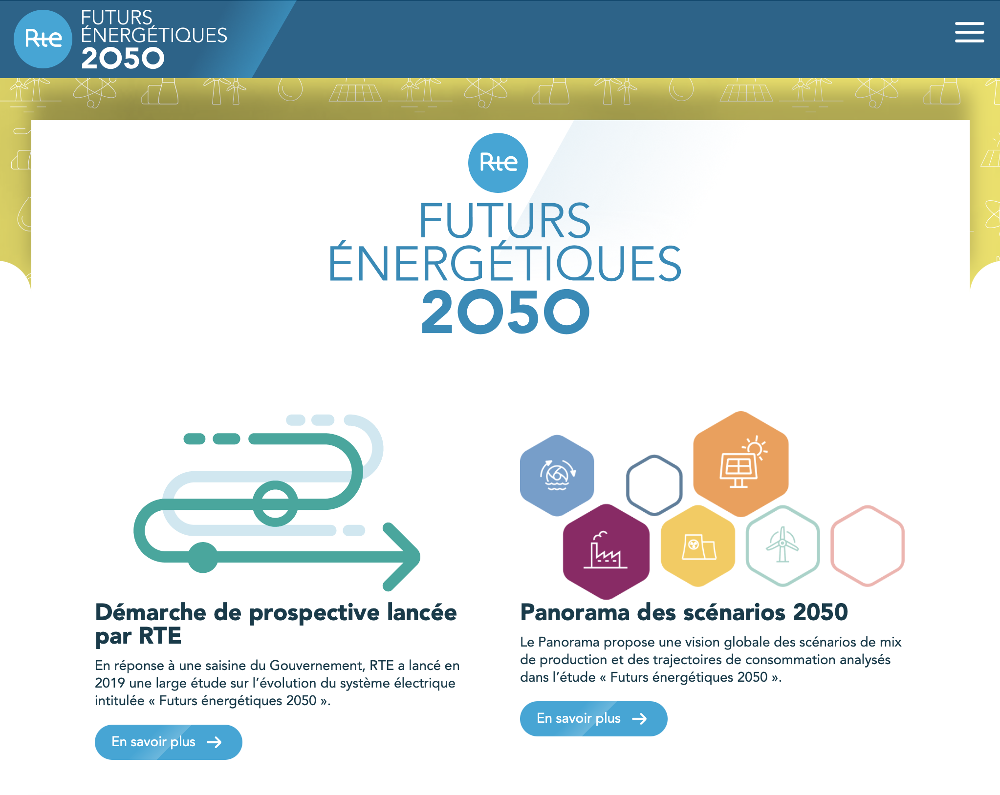 Rte
FUTURS
ÉNERGÉTIQUES
2050
Rte
FUTURS
ÉNERGÉTIQUES
2050
Démarche de prospective lancée
par RTE
En réponse à une saisine du Gouvernement, RTE a lancé en
2019 une large étude sur l’évolution du système électrique
intitulée « Futurs énergétiques 2050 ».
En savoir plus
Panorama des scénarios 2050
Le Panorama propose une vision globale des scénarios de mix
de production et des trajectoires de consommation analysés
dans l’étude « Futurs énergétiques 2050 ».
En savoir plus